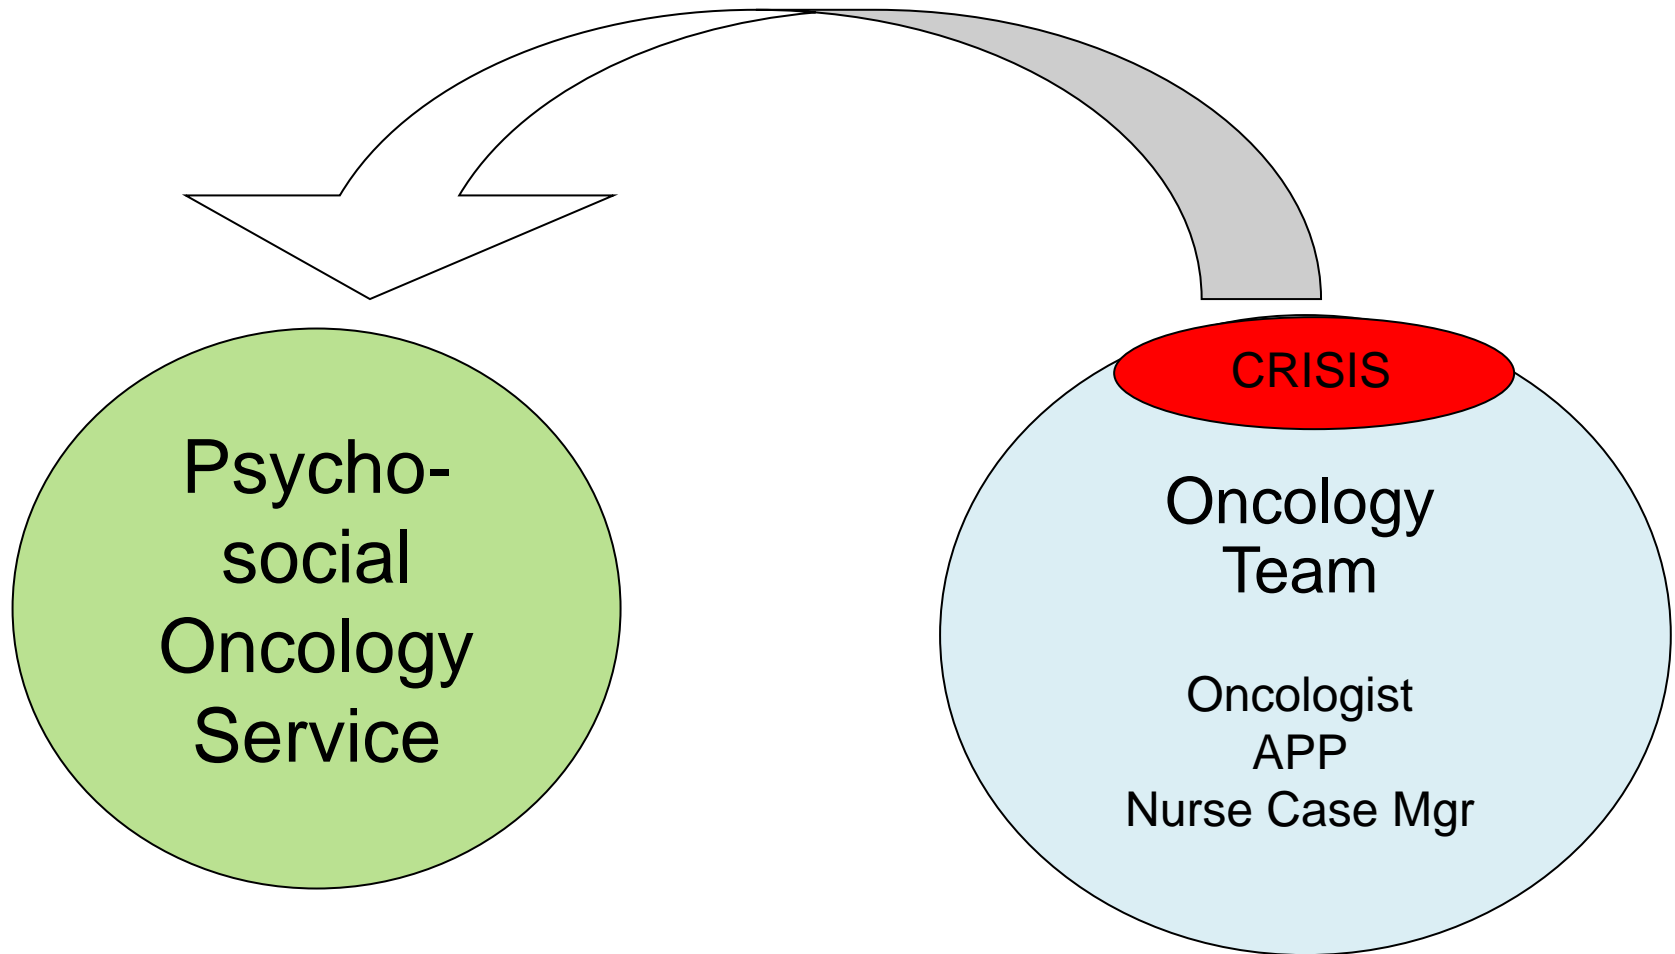 Psycho-
social
Oncology
Service
CRISIS
Oncology
Team
Oncologist
APP
Nurse Case Mgr